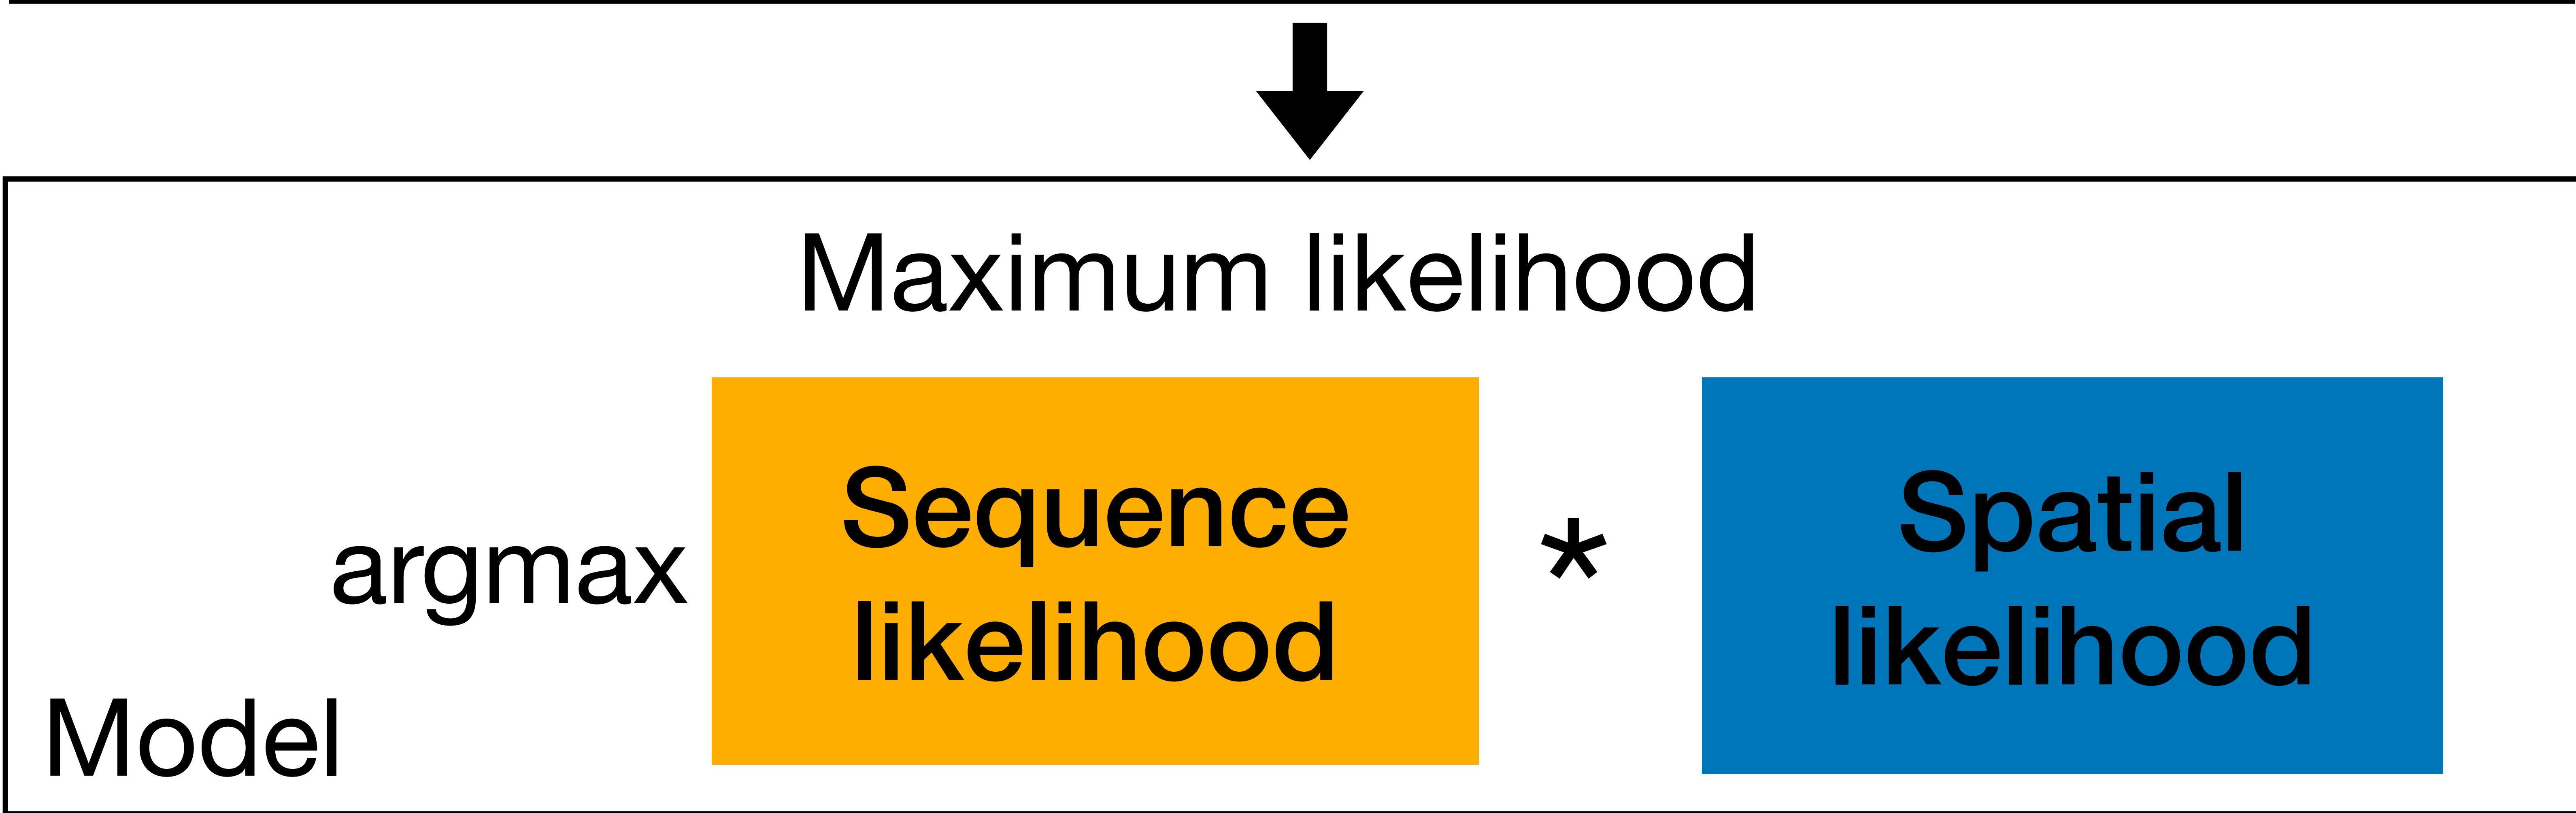 Maximum likelihood
argmax
Sequence
likelihood
*
Spatial
likelihood
Model